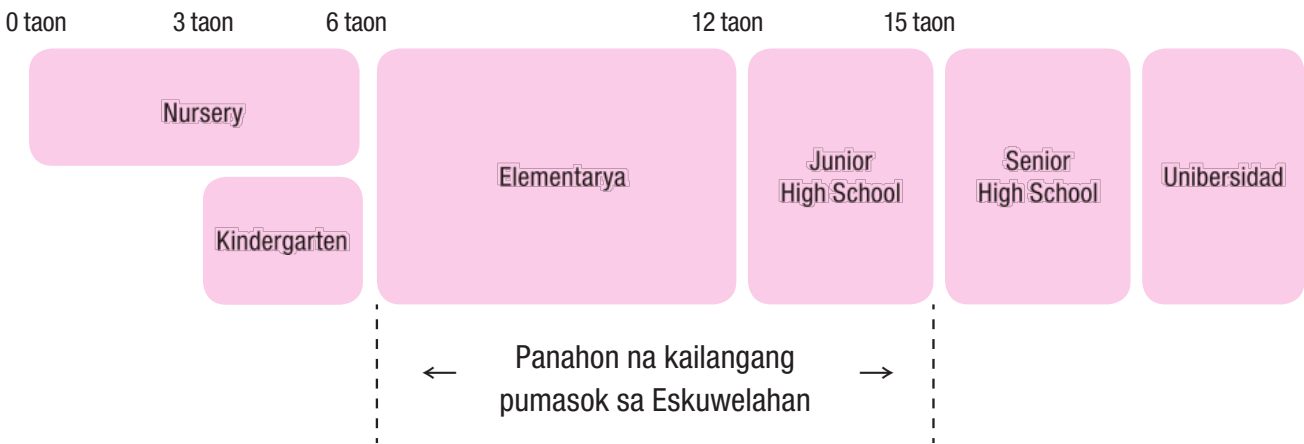 0 taon 3 taon 6 taon 12 taon 15 taon
Nursery
Kindergarten
Elementarya
Junior
High School
Senior
High School
Unibersidad
← Panahon na kailangang →
pumasok sa Eskuwelahan